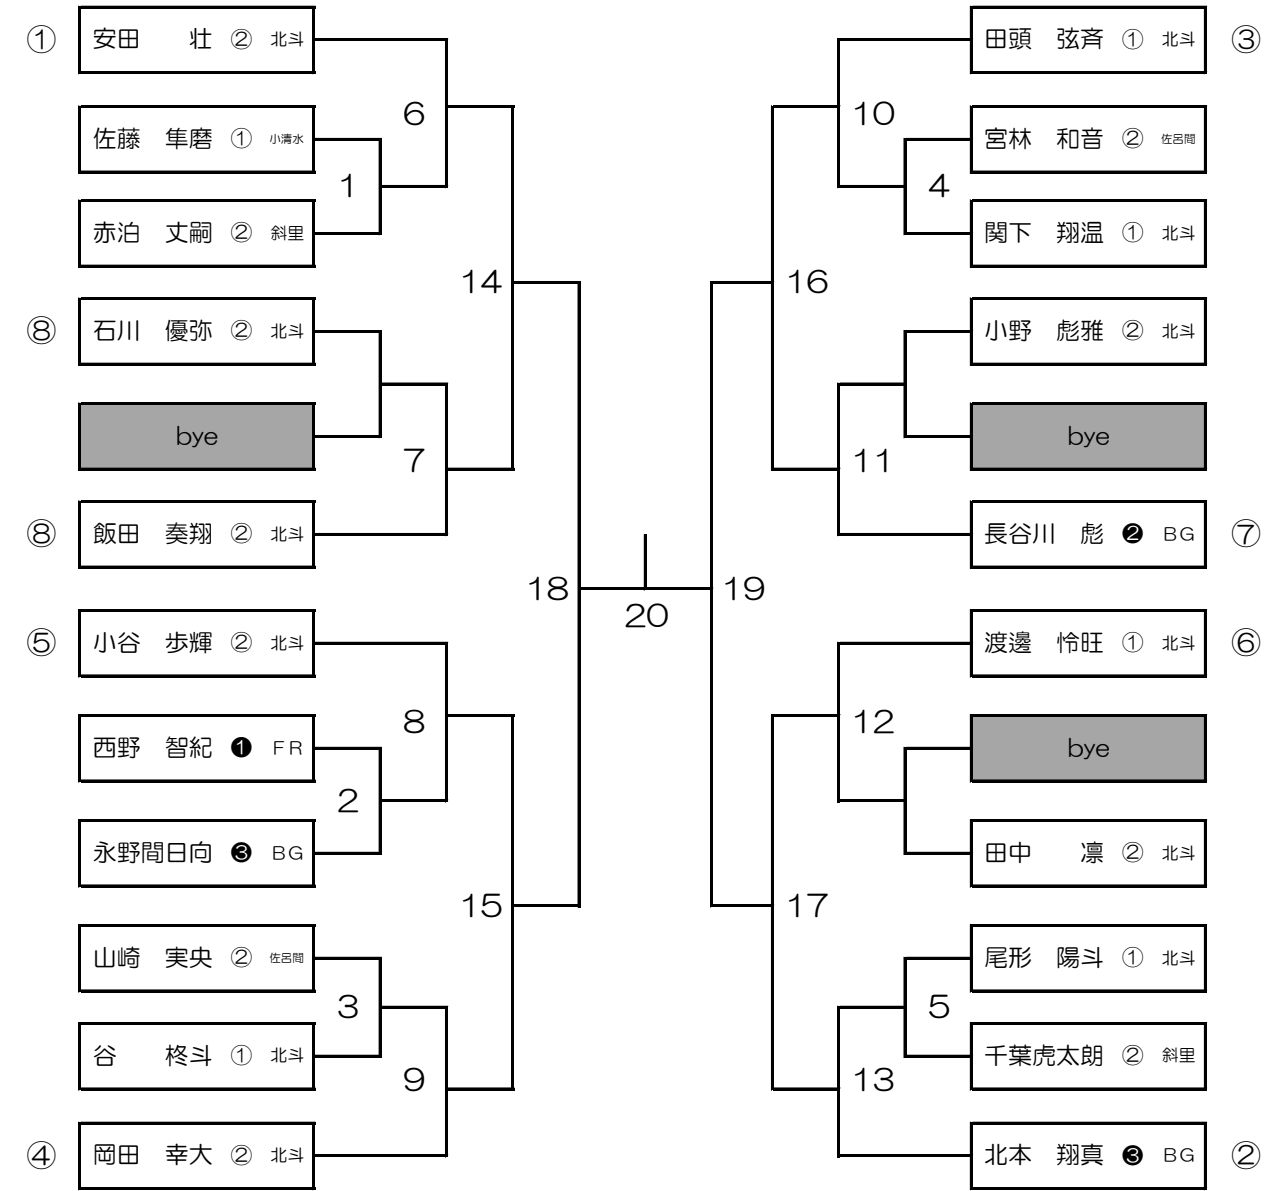 ① 安田　　壮 ② 北斗
佐藤　隼磨 ① 小清水
赤泊　丈嗣 ② 斜里
⑧ 石川　優弥 ② 北斗
bye
⑧ 飯田　奏翔 ② 北斗
⑤ 小谷　歩輝 ② 北斗
西野　智紀 ❶ ＦＲ
永野間日向 ❸ ＢＧ
山崎　実央 ② 佐呂間
谷　　柊斗 ① 北斗
④ 岡田　幸大 ② 北斗
1
2
3
6
7
8
9
14
15
18
20
19
16
17
10
11
12
13
4
5
田頭　弦斉 ① 北斗 ③
宮林　和音 ② 佐呂間
関下　翔温 ① 北斗
小野　彪雅 ② 北斗
bye
長谷川　彪 ❷ ＢＧ ⑦
渡邊　怜旺 ① 北斗 ⑥
bye
田中　　凛 ② 北斗
尾形　陽斗 ① 北斗
千葉虎太朗 ② 斜里
北本　翔真 ❸ ＢＧ ②